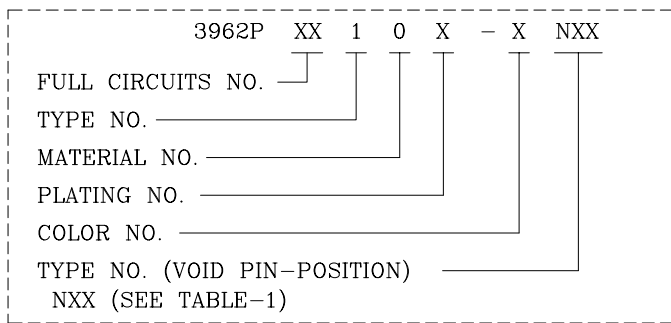 3962P XX 1 0 X - X NXX
FULL CIRCUITS NO.
TYPE NO.
MATERIAL NO.
PLATING NO.
COLOR NO.
TYPE NO. (VOID PIN-POSITION)
NXX (SEE TABLE-1)